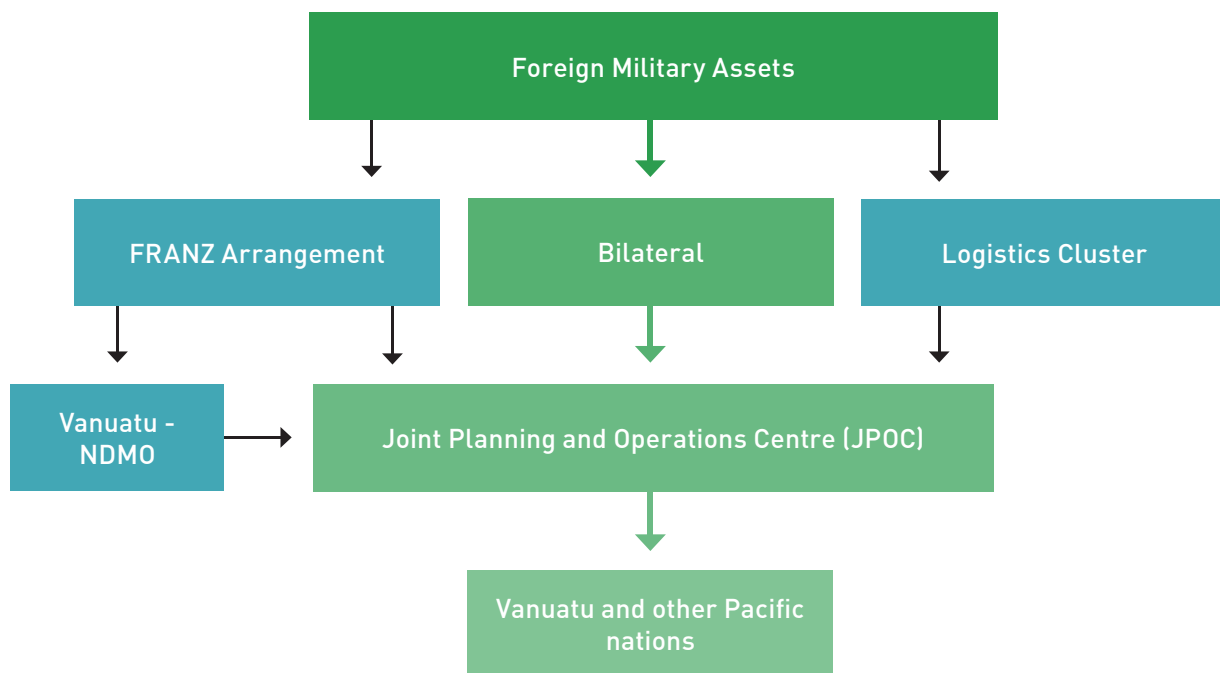 Foreign Military Assets
FRANZ Arrangement
Bilateral
Logistics Cluster
Vanuatu -
NDMO
Joint Planning and Operations Centre (JPOC)
Vanuatu and other Pacific
nations